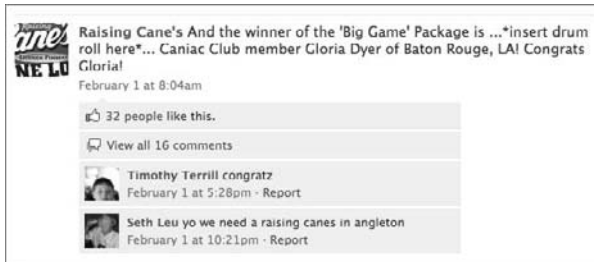 Raising Cane's And the winner of the 'Big Game' Package is ...*insert drum
roll here*... Caniac Club member Gloria Dyer of Baton Rouge, LA! Congrats
Gloria!
February 1 at 8:04am
32 people like this.
View all 16 comments
Timothy Terrill congratz
February 1 at 5:28pm · Report
Seth Leu yo we need a raising canes in angleton
February 1 at 10:21pm · Report